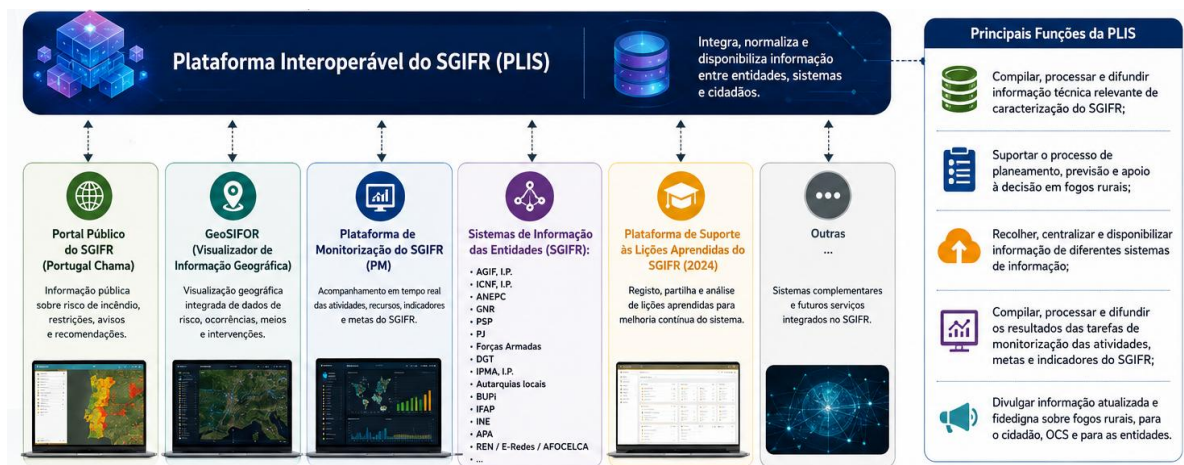 Plataforma Interoperável do SGIFR (PLIS)
Integra, normaliza e
disponibiliza informação
entre entidades, sistemas
e cidadãos.
Portal Público
do SGIFR
(Portugal Chama)
Informação pública
sobre risco de incêndio,
restrições, avisos
e recomendações.
GeoSIFOR
(Visualizador de
Informação Geográfica)
Visualização geográfica
integrada de dados de
risco, ocorrências, meios
e intervenções.
Plataforma de
Monitorização do SGIFR
(PM)
Acompanhamento em tempo real
das atividades, recursos, indicadores
e metas do SGIFR.
Sistemas de Informação
das Entidades (SGIFR):
• AGIF, I.P.
• ICNF, I.P.
• ANEPC
• GNR
• PSP
• PJ
• Forças Armadas
• DGT
• IPMA, I.P.
• Autarquias locais
• BUPi
• IFAP
• INE
• APA
• REN / E-Redes / AFOCELCA
• ...
Plataforma de Suporte
às Lições Aprendidas do
SGIFR (2024)
Registo, partilha e análise
de lições aprendidas para
melhoria contínua do sistema.
Outras
...
Sistemas complementares
e futuros serviços
integrados no SGIFR.
Principais Funções da PLIS
Compilar, processar e difundir
informação técnica relevante de
caracterização do SGIFR;
Suportar o processo de
planeamento, previsão e apoio
à decisão em fogos rurais;
Recolher, centralizar e disponibilizar
informação de diferentes sistemas
de informação;
Compilar, processar e difundir
os resultados das tarefas de
monitorização das atividades,
metas e indicadores do SGIFR;
Divulgar informação atualizada e
fidedigna sobre fogos rurais, para
o cidadão, OCS e para as entidades.